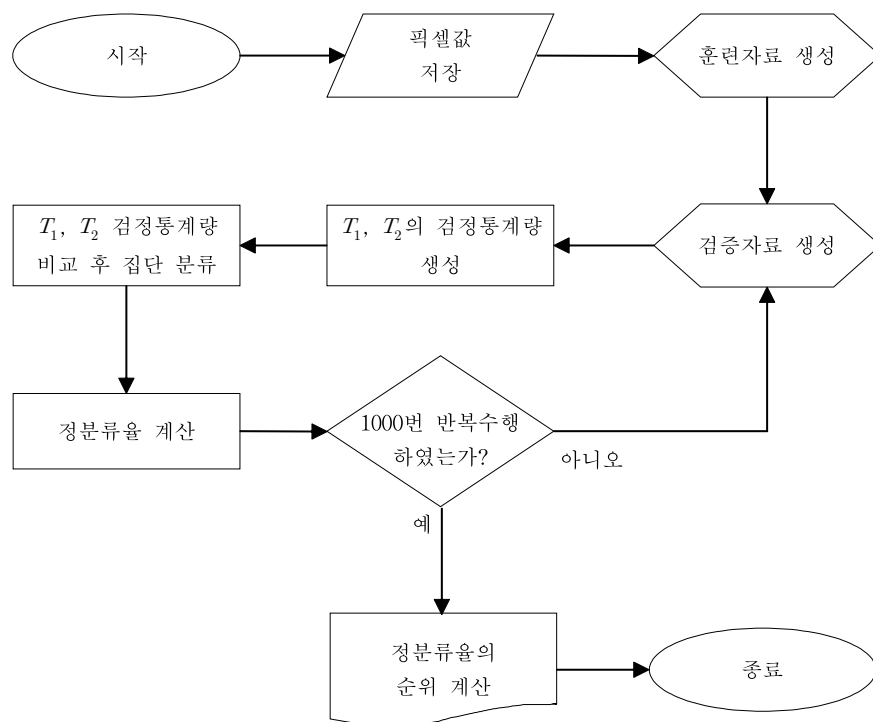 시작
픽셀값
저장
훈련자료 생성
T₁, T₂ 검정통계량
비교 후 집단 분류
T₁, T₂의 검정통계량
생성
검증자료 생성
정분류율 계산
1000번 반복수행
하였는가?
아니오
예
정분류율의
순위 계산
종료